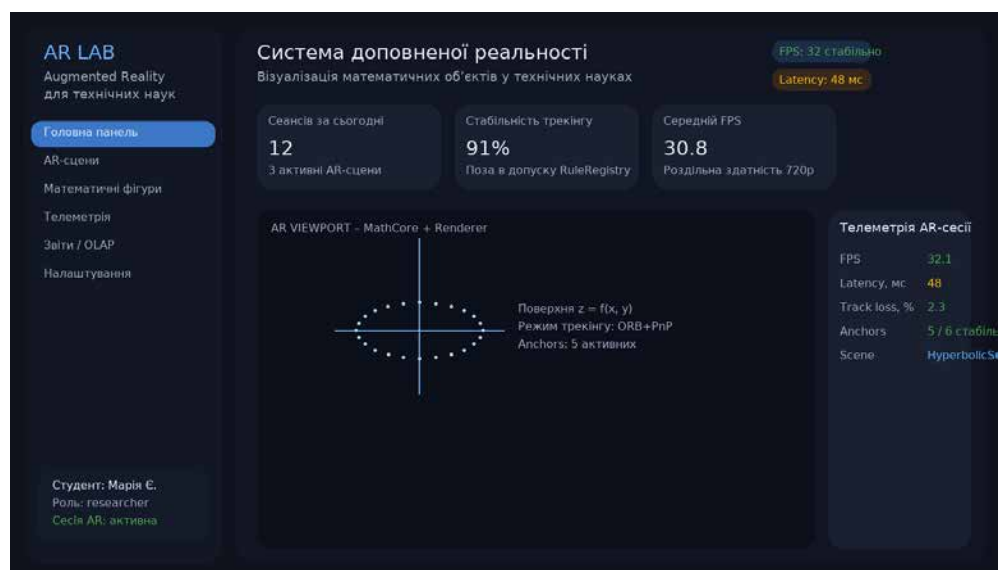 AR LAB
Augmented Reality
для технічних наук
Головна панель
AR-сцени
Математичні фігури
Телеметрія
Звіти / OLAP
Налаштування
Студент: Марія Є.
Роль: researcher
Сесія AR: активна
Система доповненої реальності
Візуалізація математичних об'єктів у технічних науках
FPS: 32 стабільно
Latency: 48 мс
Сеансів за сьогодні
12
3 активні AR-сцени
Стабільність трекінгу
91%
Поза в допуску RuleRegistry
Середній FPS
30.8
Роздільна здатність 720p
AR VIEWPORT – MathCore + Renderer
Поверхня z = f(x, y)
Режим трекінгу: ORB+PnP
Anchors: 5 активних
Телеметрія AR-сесії
FPS 32.1
Latency, мс 48
Track loss, % 2.3
Anchors 5 / 6 стабіль
Scene HyperbolicSu